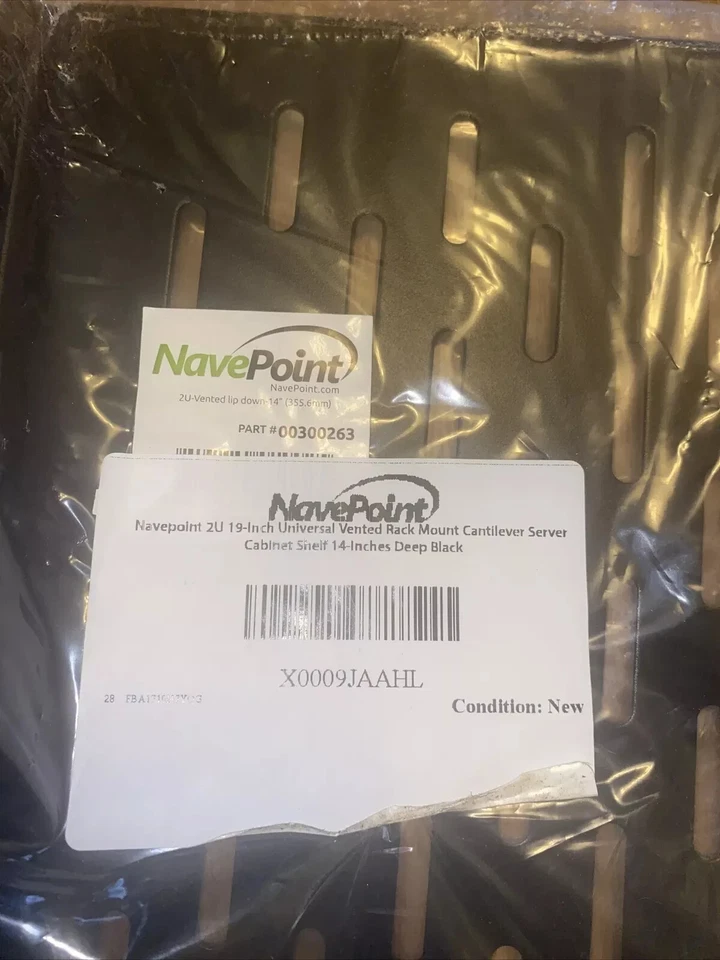 NavePoint
NavePoint.com
2U-Vented lip down-14" (355.6mm)
PART # 00300263
NavePoint
Navepoint 2U 19-Inch Universal Vented Rack Mount Cantilever Server
Cabinet Shelf 14-Inches Deep Black
X0009JAAHL
28
Condition: New